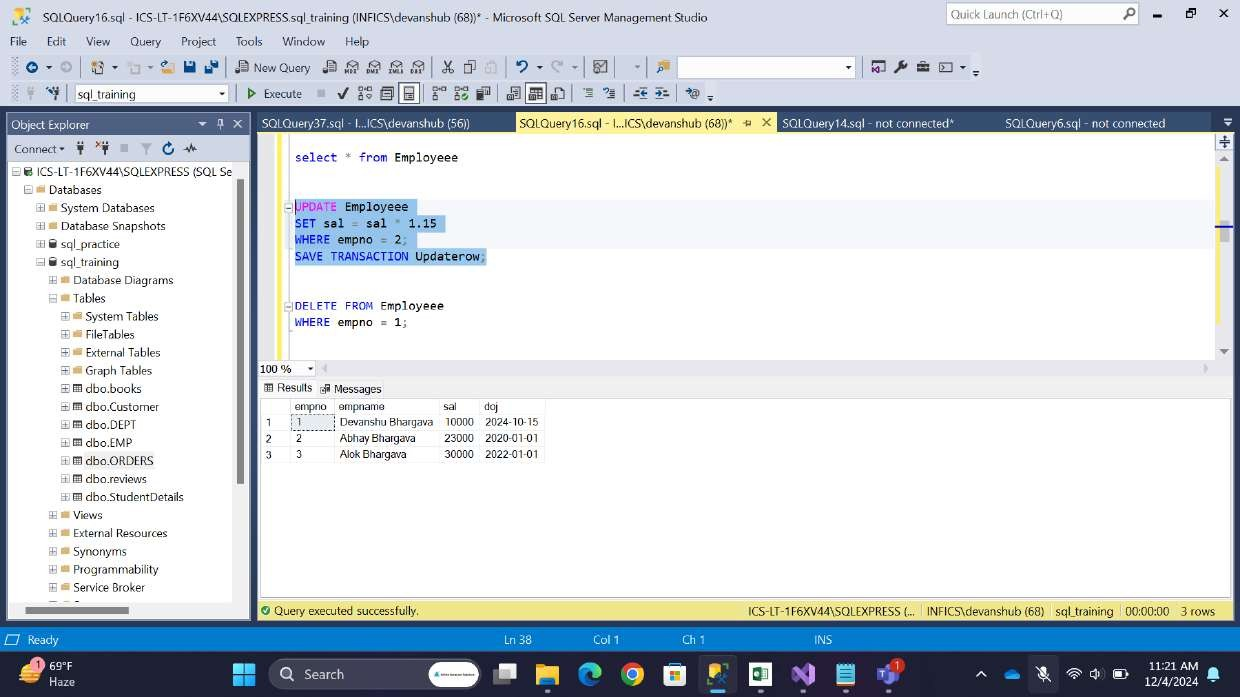 SQLQuery16.sql - ICS-LT-1F6XV44\SQLEXPRESS.sql_training (INFICS\devanshub (68))* - Microsoft SQL Server Management Studio
Quick Launch (Ctrl+Q)
File Edit View Query Project Tools Window Help
New Query
MDX DMX XMLA DAX
sql_training
Execute
Object Explorer
SQLQuery37.sql - I...ICS\devanshub (56))
SQLQuery16.sql - I...ICS\devanshub (68))*
SQLQuery14.sql - not connected*
SQLQuery6.sql - not connected
Connect
ICS-LT-1F6XV44\SQLEXPRESS (SQL Se
Databases
System Databases
Database Snapshots
sql_practice
sql_training
Database Diagrams
Tables
System Tables
FileTables
External Tables
Graph Tables
dbo.books
dbo.Customer
dbo.DEPT
dbo.EMP
dbo.ORDERS
dbo.reviews
dbo.StudentDetails
Views
External Resources
Synonyms
Programmability
Service Broker
select * from Employeee
UPDATE Employeee
SET sal = sal * 1.15
WHERE empno = 2;
SAVE TRANSACTION Updaterow;
DELETE FROM Employeee
WHERE empno = 1;
100 %
Results Messages
empno empname sal doj
1 1 Devanshu Bhargava 10000 2024-10-15
2 2 Abhay Bhargava 23000 2020-01-01
3 3 Alok Bhargava 30000 2022-01-01
Query executed successfully.
ICS-LT-1F6XV44\SQLEXPRESS (... INFICS\devanshub (68) sql_training 00:00:00 3 rows
Ready Ln 38 Col 1 Ch 1 INS
1
69°F
Haze
Search
1
11:21 AM
12/4/2024